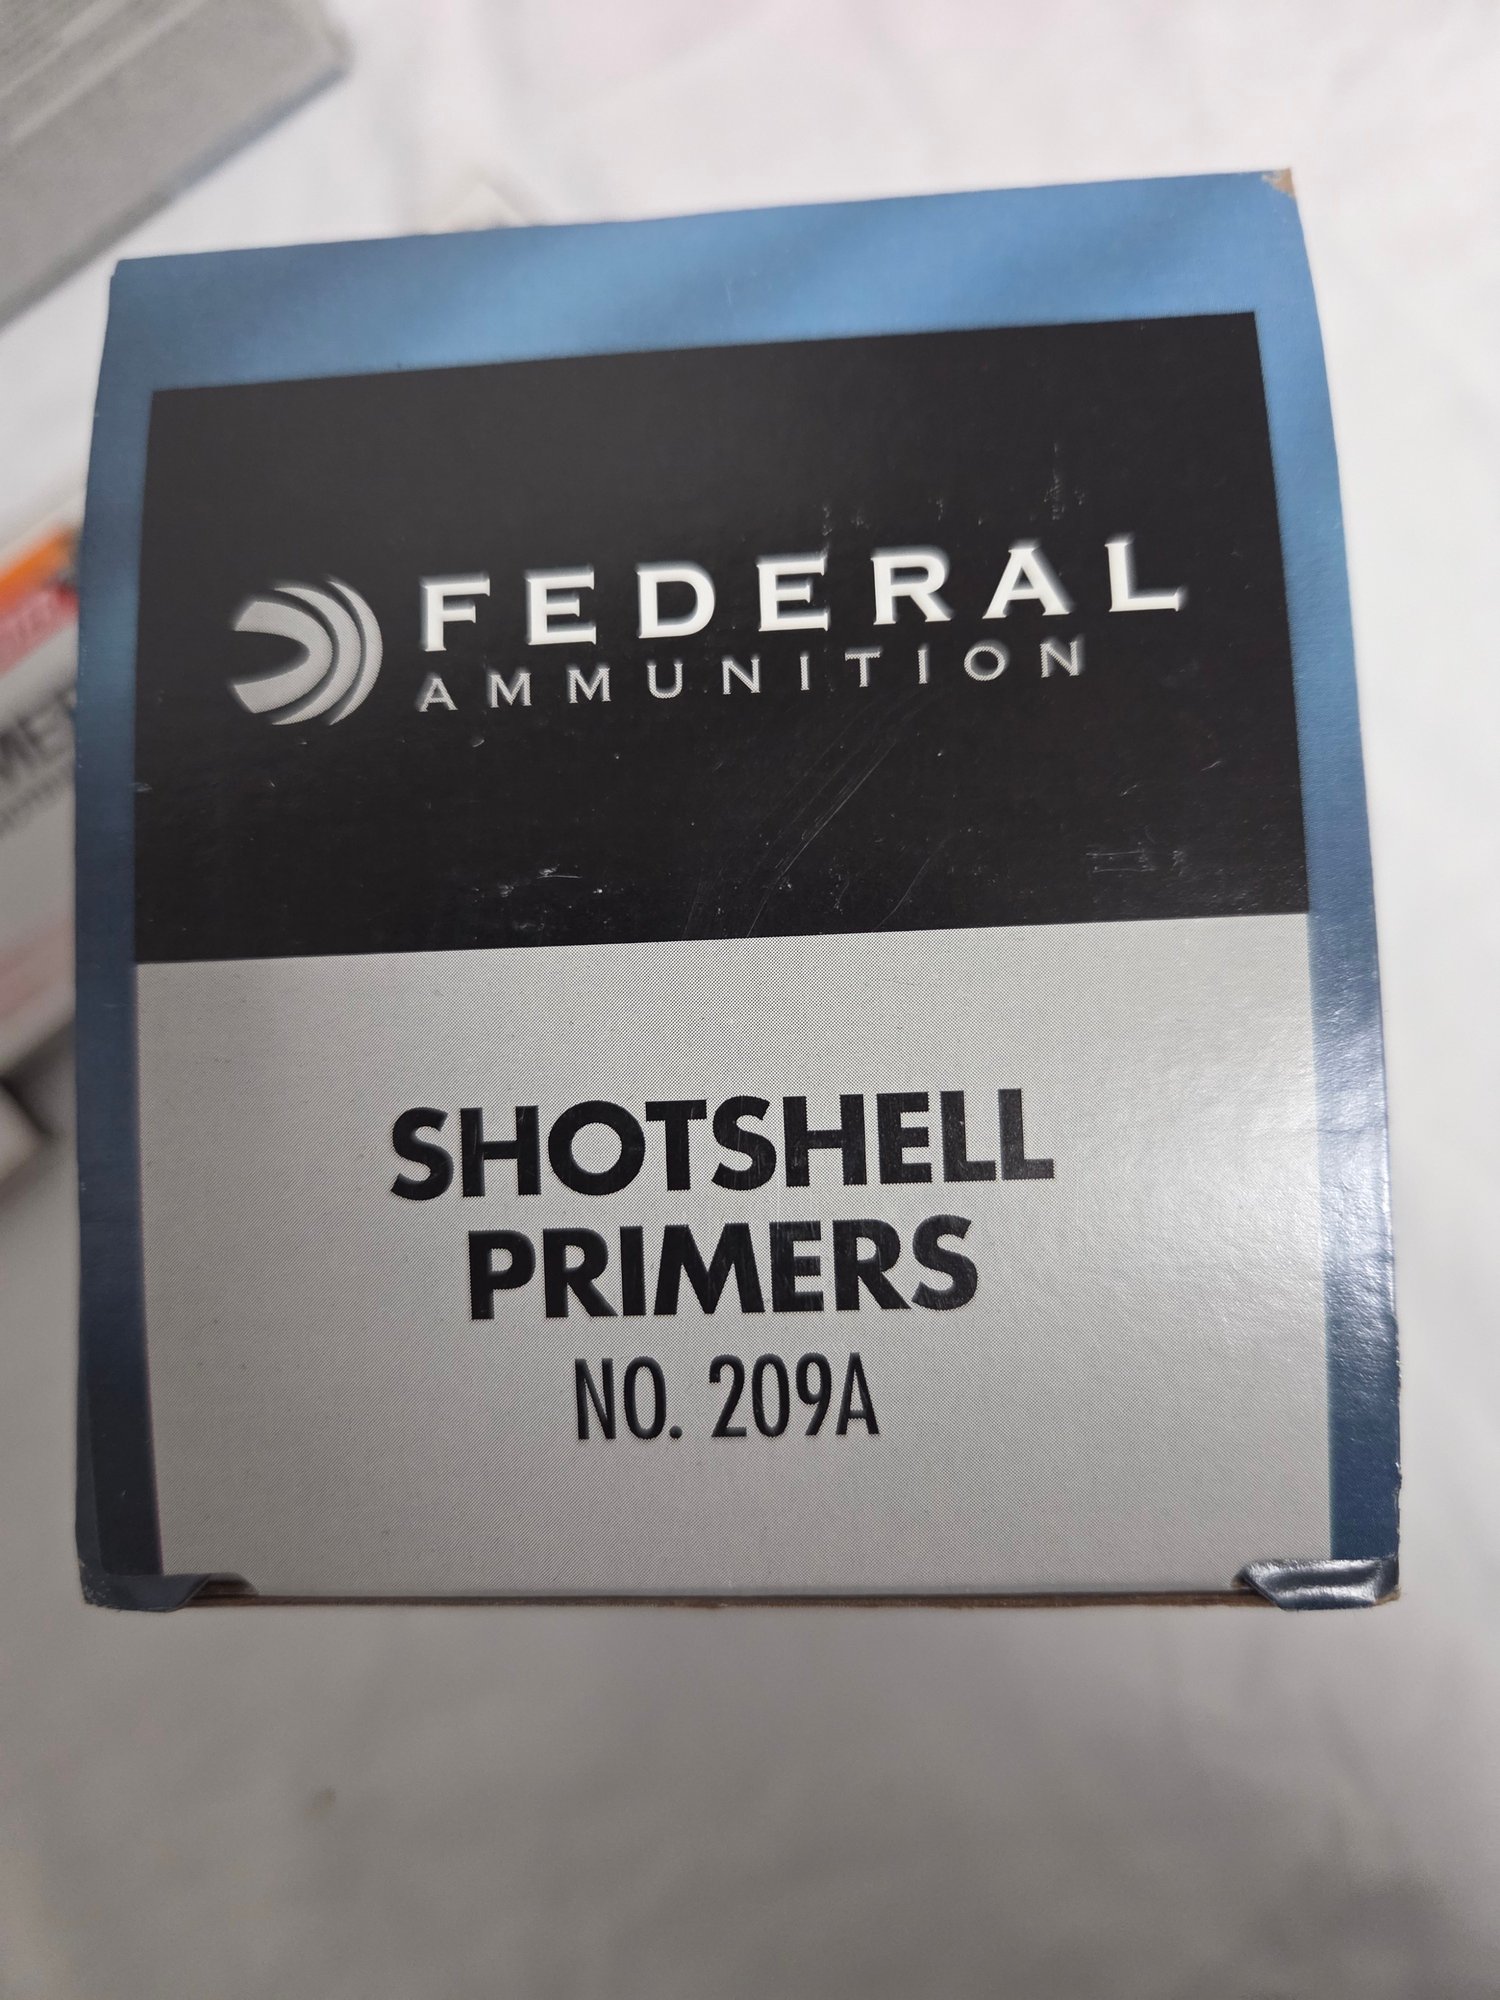 FEDERAL
AMMUNITION
SHOTSHELL
PRIMERS
NO. 209A